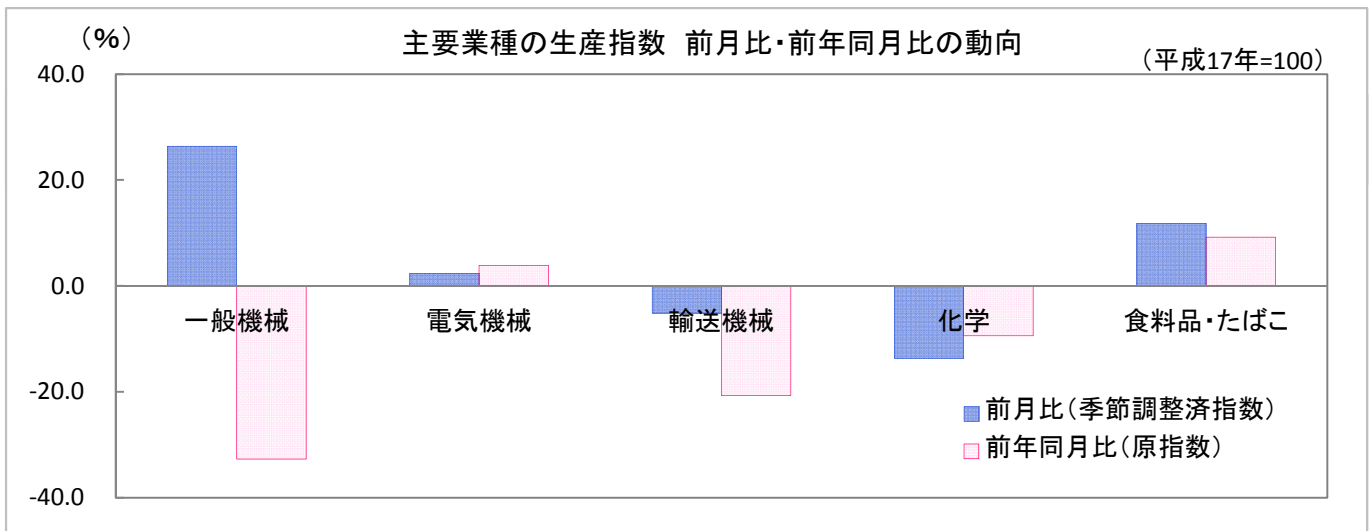 （%）
主要業種の生産指数　前月比・前年同月比の動向
（平成17年=100）
40.0
20.0
0.0
-20.0
-40.0
一般機械
電気機械
輸送機械
化学
食料品・たばこ
前月比（季節調整済指数）
前年同月比（原指数）